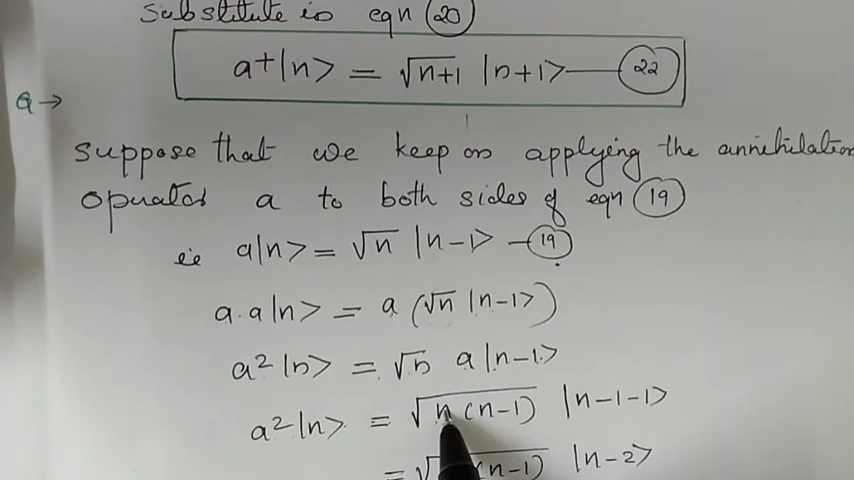 Substitute in eqn (20)
a+|n> = √n+1 |n+1> — (22)
a →
Suppose that we keep on applying the annihilation
operator a to both sides of eqn (19)
ie a|n> = √n |n-1> — (19)
a.a|n> = a (√n |n-1>)
a² |n> = √n a|n-1>
a² |n> = √n(n-1) |n-1-1>
= √ (n-1) |n-2>